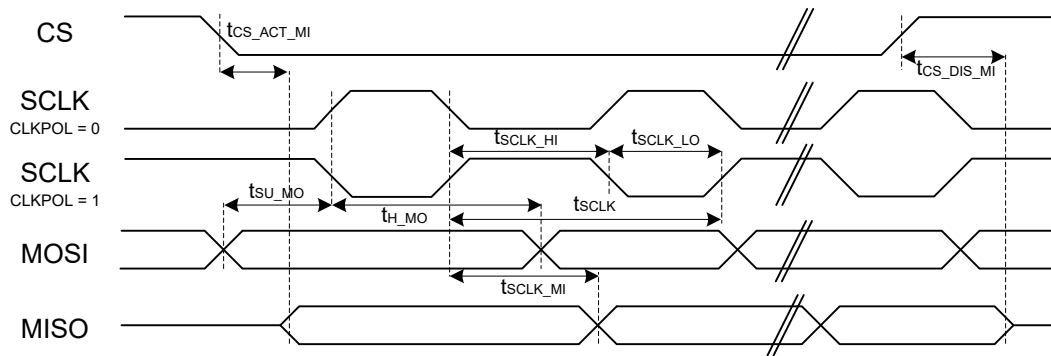 CS
tCS_ACT_MI
tCS_DIS_MI
SCLK
CLKPOL = 0
tSCLK_HI
tSCLK_LO
SCLK
CLKPOL = 1
tSU_MO
tH_MO
tSCLK
MOSI
tSCLK_MI
MISO